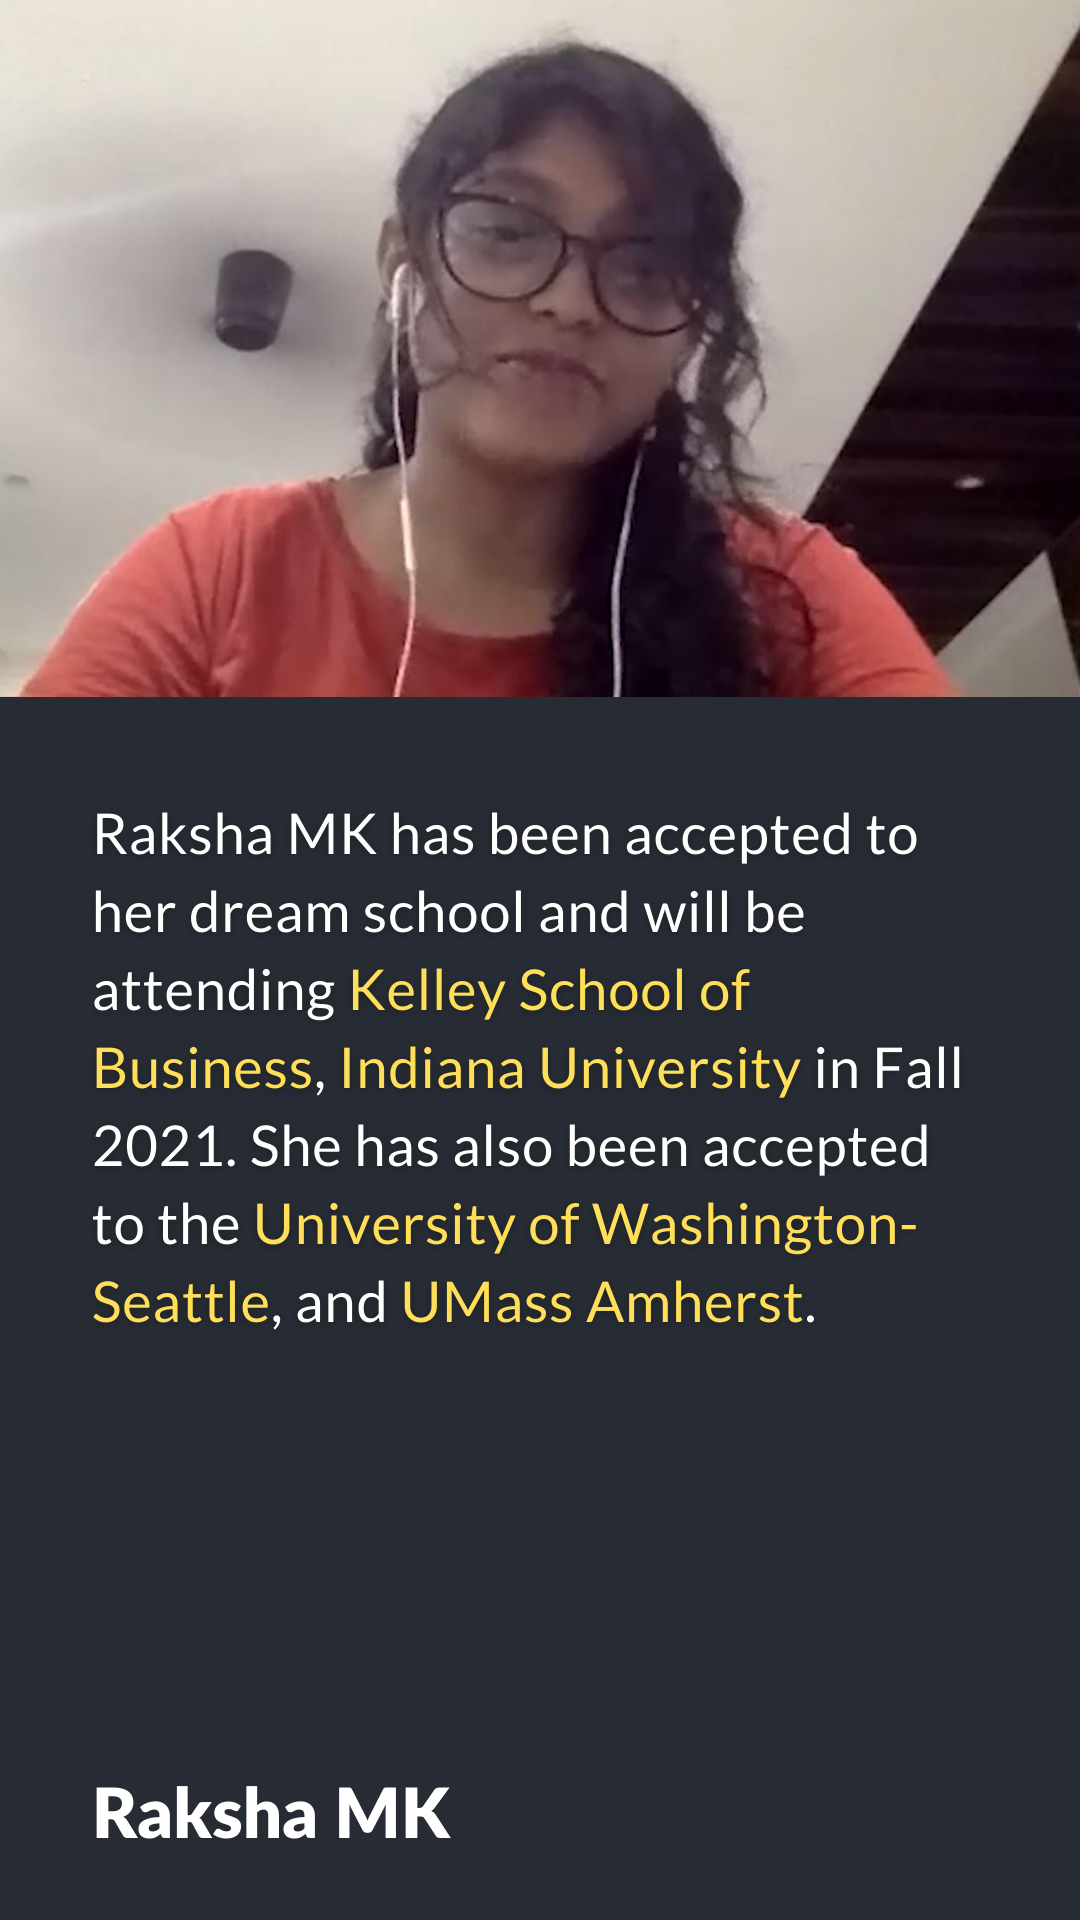 Raksha MK has been accepted to
her dream school and will be
attending Kelley School of
Business, Indiana University in Fall
2021. She has also been accepted
to the University of Washington-
Seattle, and UMass Amherst.
Raksha MK